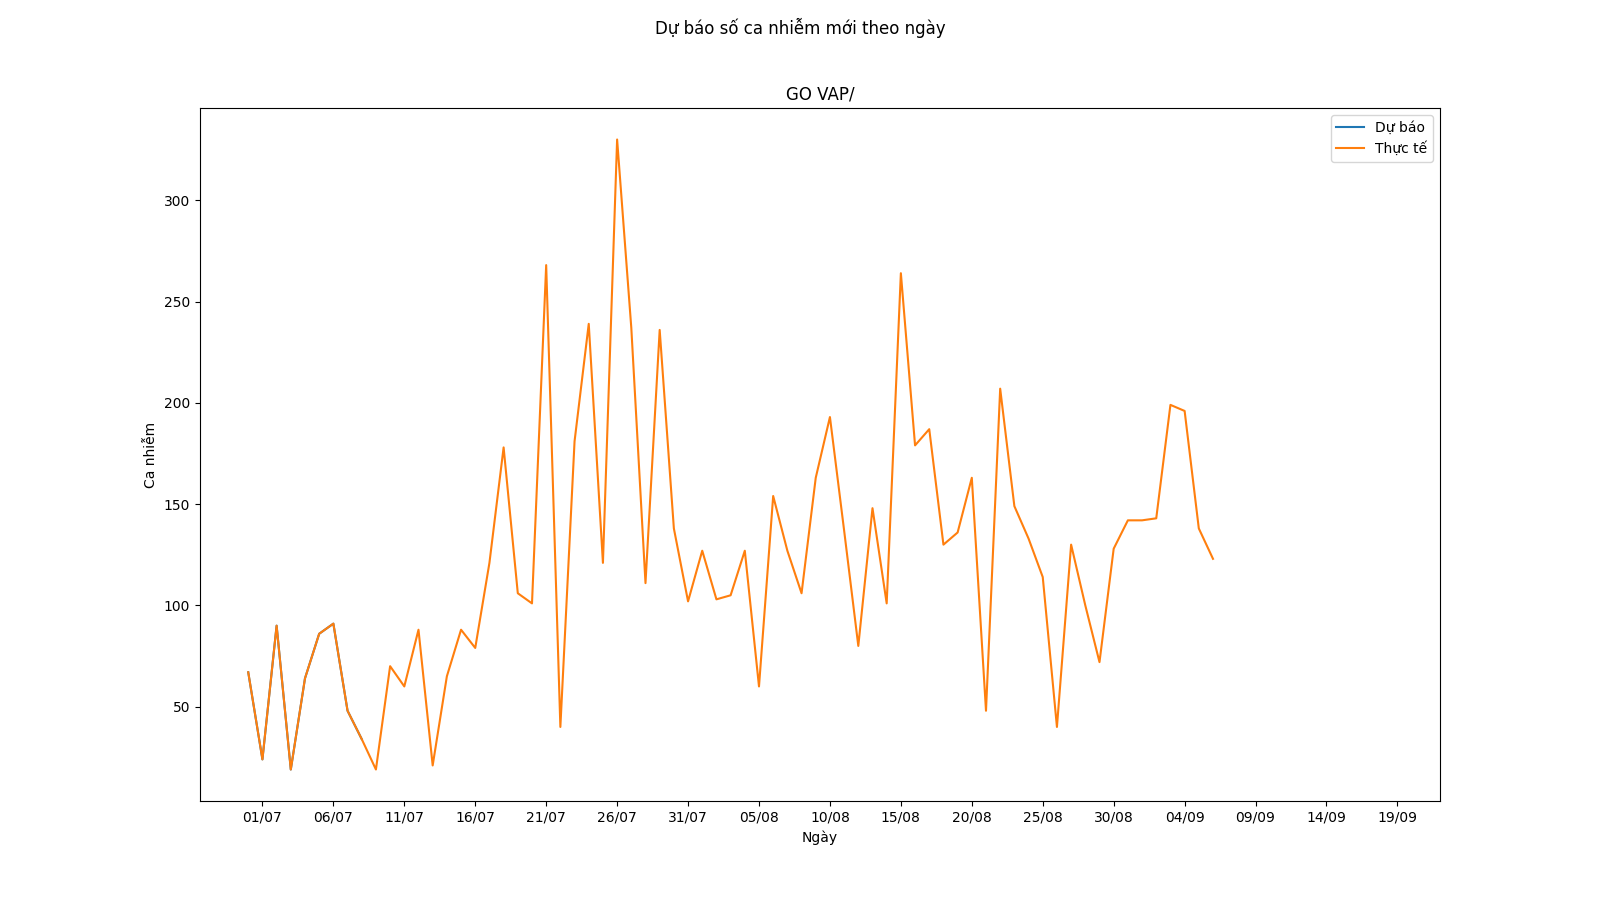 Dự báo số ca nhiễm mới theo ngày
GO VAP/
Dự báo
Thực tế
300
250
200
150
100
50
Ca nhiễm
01/07 06/07 11/07 16/07 21/07 26/07 31/07 05/08 10/08 15/08 20/08 25/08 30/08 04/09 09/09 14/09 19/09
Ngày